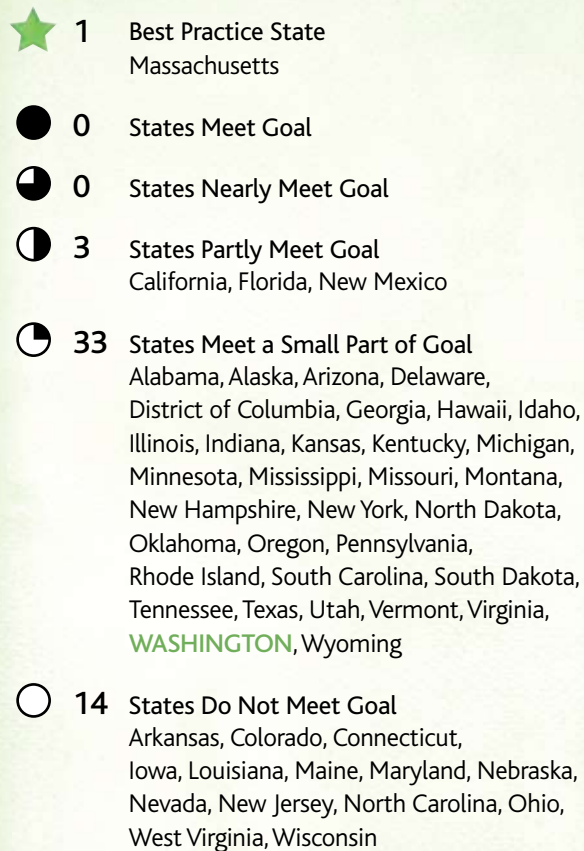 1 Best Practice State
Massachusetts
0 States Meet Goal
0 States Nearly Meet Goal
3 States Partly Meet Goal
California, Florida, New Mexico
33 States Meet a Small Part of Goal
Alabama, Alaska, Arizona, Delaware,
District of Columbia, Georgia, Hawaii, Idaho,
Illinois, Indiana, Kansas, Kentucky, Michigan,
Minnesota, Mississippi, Missouri, Montana,
New Hampshire, New York, North Dakota,
Oklahoma, Oregon, Pennsylvania,
Rhode Island, South Carolina, South Dakota,
Tennessee, Texas, Utah, Vermont, Virginia,
WASHINGTON, Wyoming
14 States Do Not Meet Goal
Arkansas, Colorado, Connecticut,
Iowa, Louisiana, Maine, Maryland, Nebraska,
Nevada, New Jersey, North Carolina, Ohio,
West Virginia, Wisconsin